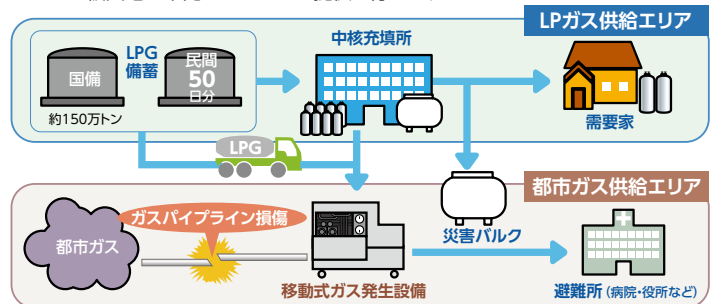 LPガス供給エリア
LPG
備蓄
国備
民間
50
日分
約150万トン
中核充填所
需要家
LPG
都市ガス供給エリア
ガスパイプライン損傷
都市ガス
移動式ガス発生設備
災害バルク
避難所(病院・役所など)